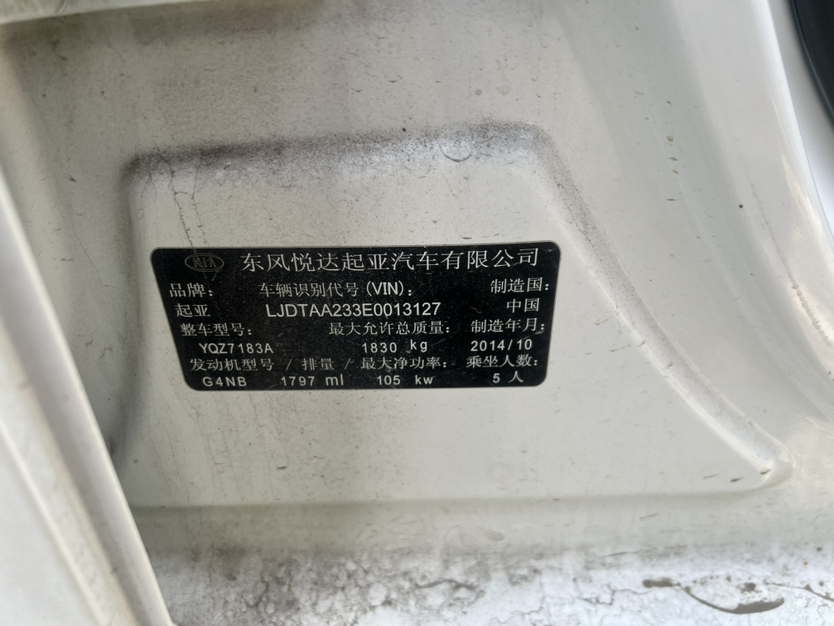 KIA 东风悦达起亚汽车有限公司
品牌: 车辆识别代号(VIN): 制造国:
起亚 LJDTAA233E0013127 中国
整车型号: 最大允许总质量: 制造年月:
YQZ7183A 1830 kg 2014/10
发动机型号 / 排量 / 最大净功率: 乘坐人数:
G4NB 1797 ml 105 kw 5 人